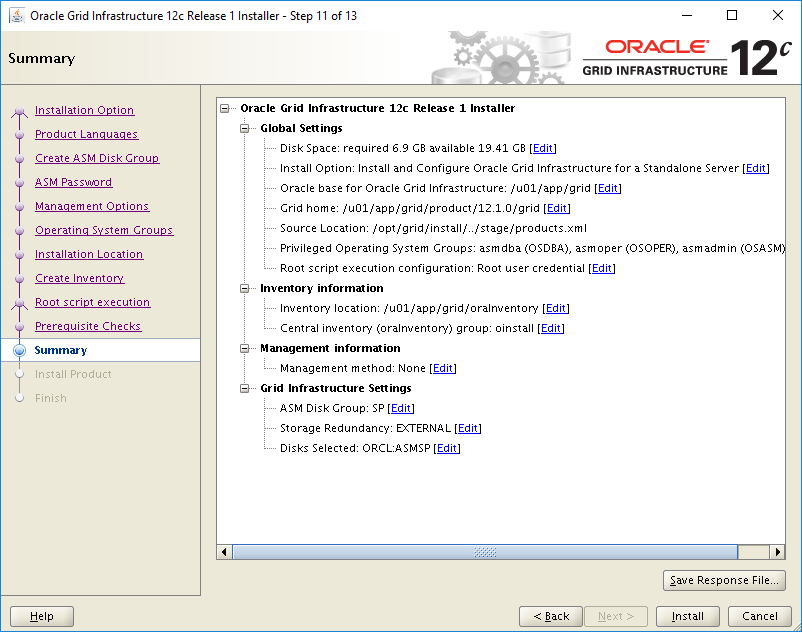 Oracle Grid Infrastructure 12c Release 1 Installer - Step 11 of 13
Summary
ORACLE
GRID INFRASTRUCTURE
12c
Installation Option
Product Languages
Create ASM Disk Group
ASM Password
Management Options
Operating System Groups
Installation Location
Create Inventory
Root script execution
Prerequisite Checks
Summary
Install Product
Finish
Oracle Grid Infrastructure 12c Release 1 Installer
Global Settings
Disk Space: required 6.9 GB available 19.41 GB [Edit]
Install Option: Install and Configure Oracle Grid Infrastructure for a Standalone Server [Edit]
Oracle base for Oracle Grid Infrastructure: /u01/app/grid [Edit]
Grid home: /u01/app/grid/product/12.1.0/grid [Edit]
Source Location: /opt/grid/install/../stage/products.xml
Privileged Operating System Groups: asmdba (OSDBA), asmoper (OSOPER), asmadmin (OSASM)
Root script execution configuration: Root user credential [Edit]
Inventory information
Inventory location: /u01/app/grid/oraInventory [Edit]
Central inventory (oraInventory) group: oinstall [Edit]
Management information
Management method: None [Edit]
Grid Infrastructure Settings
ASM Disk Group: SP [Edit]
Storage Redundancy: EXTERNAL [Edit]
Disks Selected: ORCL:ASMSP [Edit]
Save Response File...
Help
< Back
Next >
Install
Cancel